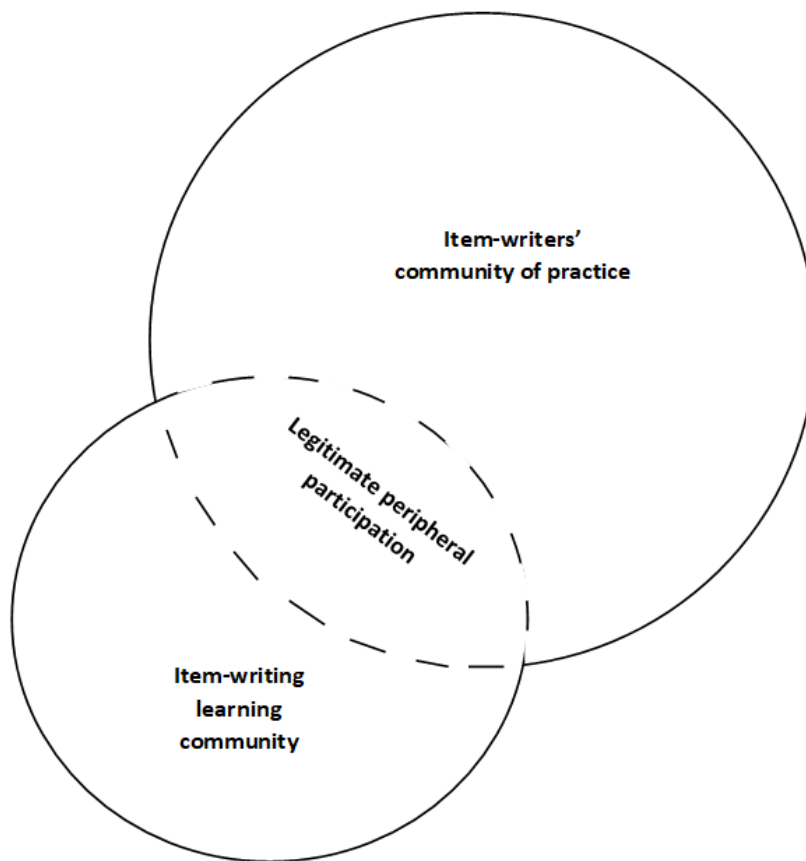 Item-writers’
community of practice
Legitimate peripheral
participation
Item-writing
learning
community